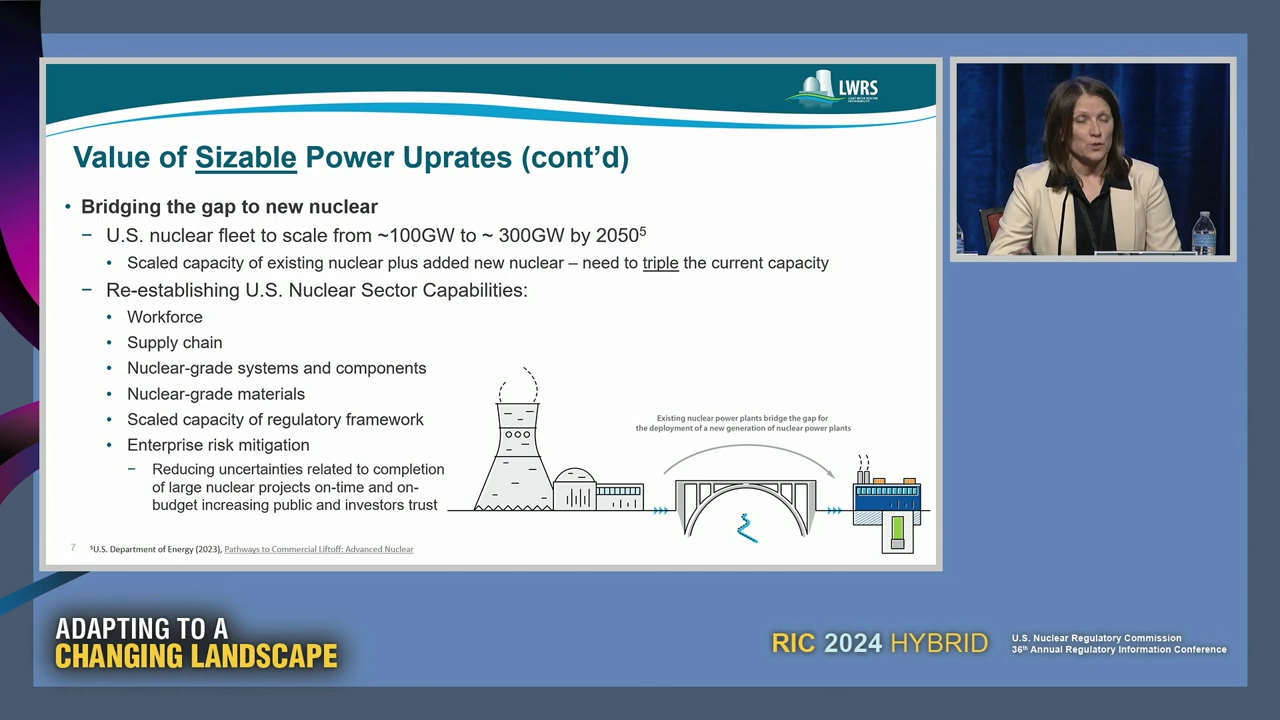 LWRS
LIGHT WATER REACTOR
SUSTAINABILITY
Value of Sizable Power Uprates (cont’d)
• Bridging the gap to new nuclear
− U.S. nuclear fleet to scale from ~100GW to ~ 300GW by 2050⁵
• Scaled capacity of existing nuclear plus added new nuclear – need to triple the current capacity
− Re-establishing U.S. Nuclear Sector Capabilities:
• Workforce
• Supply chain
• Nuclear-grade systems and components
• Nuclear-grade materials
• Scaled capacity of regulatory framework
• Enterprise risk mitigation
− Reducing uncertainties related to completion
of large nuclear projects on-time and on-
budget increasing public and investors trust
Existing nuclear power plants bridge the gap for
the deployment of a new generation of nuclear power plants
7
⁵U.S. Department of Energy (2023), Pathways to Commercial Liftoff: Advanced Nuclear
ADAPTING TO A
CHANGING LANDSCAPE
RIC 2024 HYBRID
U.S. Nuclear Regulatory Commission
36th Annual Regulatory Information Conference